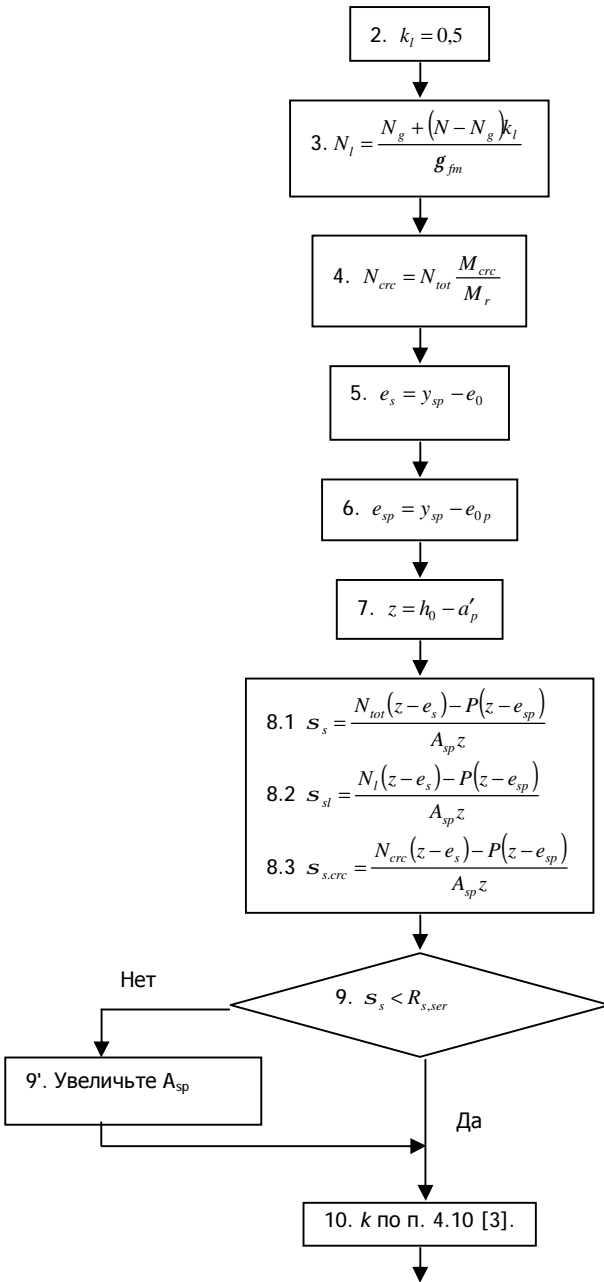 2. k_l = 0,5
3. N_l = (N_g + (N − N_g)k_l) / g_fm
4. N_crc = N_tot M_crc / M_r
5. e_s = y_sp − e_0
6. e_sp = y_sp − e_0p
7. z = h_0 − a′_p
8.1 s_s = (N_tot(z − e_s) − P(z − e_sp)) / (A_sp z)
8.2 s_sl = (N_l(z − e_s) − P(z − e_sp)) / (A_sp z)
8.3 s_s.crc = (N_crc(z − e_s) − P(z − e_sp)) / (A_sp z)
Нет
9. s_s < R_s,ser
9'. Увеличьте A_sp
Да
10. k по п. 4.10 [3].